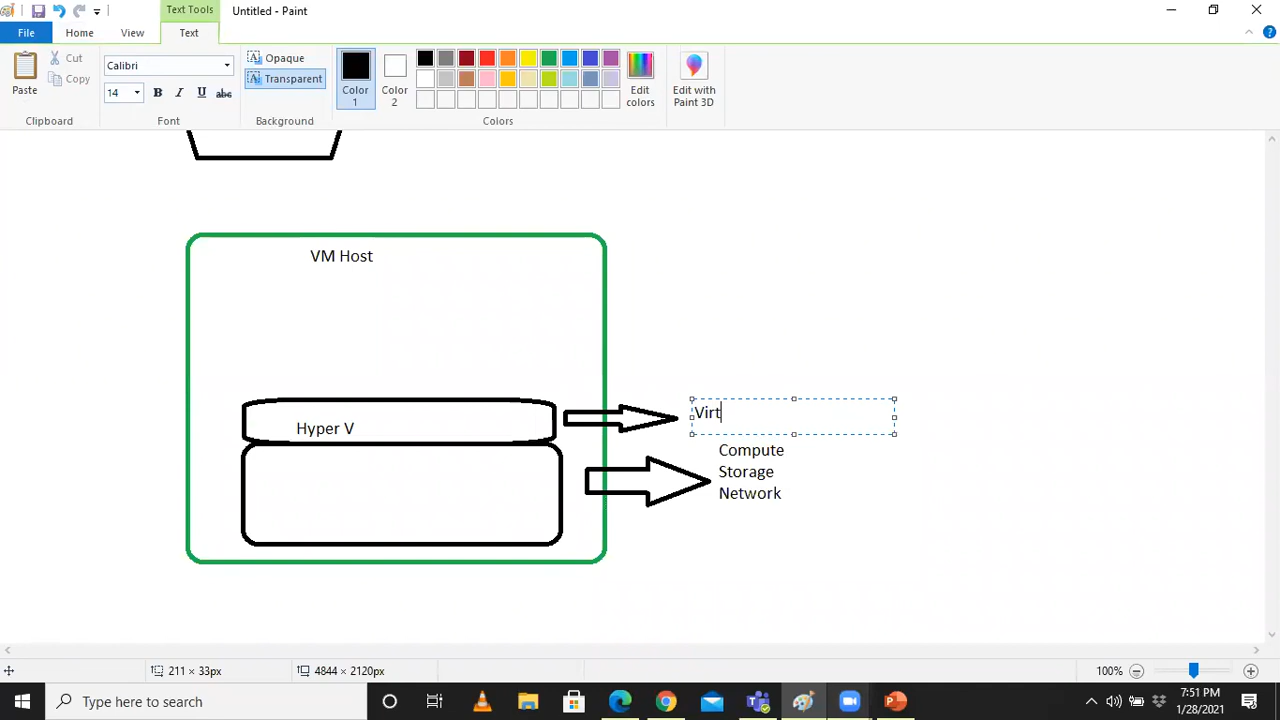 Text Tools
Untitled - Paint
File
Home
View
Text
Paste
Cut
Copy
Clipboard
Calibri
14
B
I
U
abc
Font
Opaque
Transparent
Background
Color 1
Color 2
Edit colors
Colors
Edit with Paint 3D
VM Host
Hyper V
Virt
Compute
Storage
Network
211 × 33px
4844 × 2120px
100%
Type here to search
7:51 PM
1/28/2021